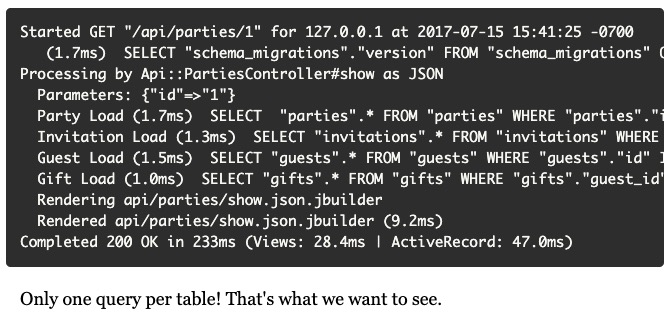 Started GET "/api/parties/1" for 127.0.0.1 at 2017-07-15 15:41:25 -0700
(1.7ms) SELECT "schema_migrations"."version" FROM "schema_migrations"
Processing by Api::PartiesController#show as JSON
Parameters: {"id"=>"1"}
Party Load (1.7ms) SELECT "parties".* FROM "parties" WHERE "parties"."i
Invitation Load (1.3ms) SELECT "invitations".* FROM "invitations" WHERE
Guest Load (1.5ms) SELECT "guests".* FROM "guests" WHERE "guests"."id"
Gift Load (1.0ms) SELECT "gifts".* FROM "gifts" WHERE "gifts"."guest_id"
Rendering api/parties/show.json.jbuilder
Rendered api/parties/show.json.jbuilder (9.2ms)
Completed 200 OK in 233ms (Views: 28.4ms | ActiveRecord: 47.0ms)
Only one query per table! That's what we want to see.